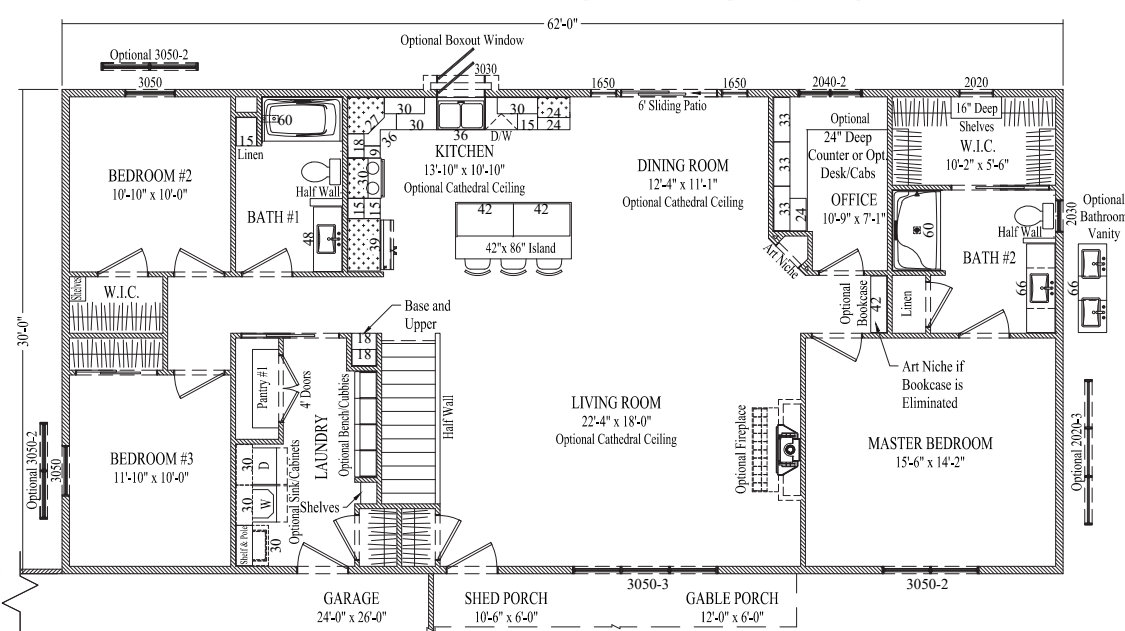 62'-0"
Optional Boxout Window
Optional 3050-2
3050
3030
1650
1650
2040-2
2020
6' Sliding Patio
60
15
Linen
27
30
30
36
18
9
30
15
15
39
36
D/W
30
15
24
24
KITCHEN
13'-10" x 10'-10"
Optional Cathedral Ceiling
DINING ROOM
12'-4" x 11'-1"
Optional Cathedral Ceiling
33
33
33
24
Optional
24" Deep
Counter or Opt.
Desk/Cabs
OFFICE
10'-9" x 7'-1"
16" Deep
Shelves
W.I.C.
10'-2" x 5'-6"
BEDROOM #2
10'-10" x 10'-0"
Half Wall
BATH #1
48
42
42
42"x 86" Island
Art Niche
60
Half Wall
BATH #2
2030
Optional
Bathroom
Vanity
66
66
Shelves
W.I.C.
30'-0"
Base and
Upper
18
18
Optional
Bookcase
42
Linen
Art Niche if
Bookcase is
Eliminated
Pantry #1
4' Doors
LAUNDRY
Optional Bench/Cubbies
Half Wall
LIVING ROOM
22'-4" x 18'-0"
Optional Cathedral Ceiling
Optional Fireplace
MASTER BEDROOM
15'-6" x 14'-2"
Optional 2020-3
Optional 3050-2
3050
BEDROOM #3
11'-10" x 10'-0"
30
D
30
W
Optional Sink/Cabinets
Shelves
Shelf & Pole
30
3050-3
3050-2
GARAGE
24'-0" x 26'-0"
SHED PORCH
10'-6" x 6'-0"
GABLE PORCH
12'-0" x 6'-0"